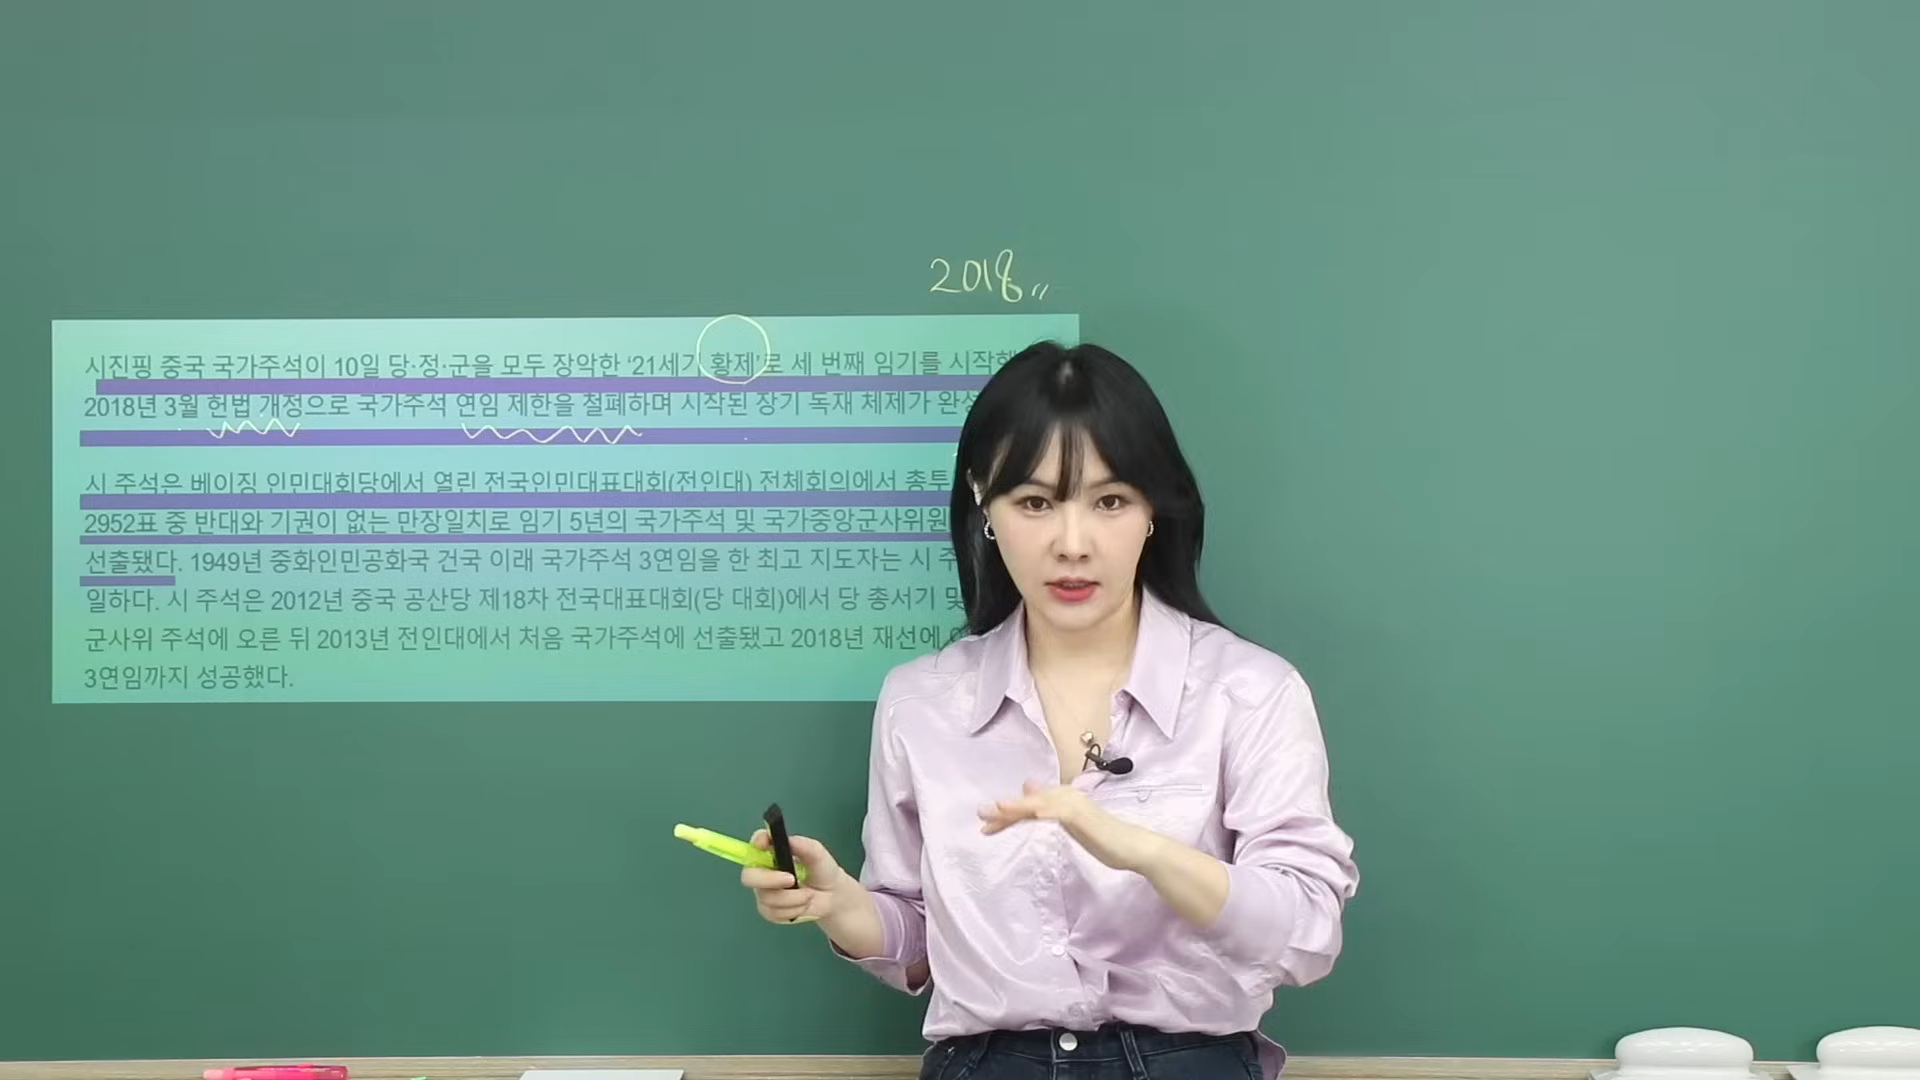 2018〃
시진핑 중국 국가주석이 10일 당·정·군을 모두 장악한 ‘21세기 황제’로 세 번째 임기를
2018년 3월 헌법 개정으로 국가주석 연임 제한을 철폐하며 시작된 장기 독재 체제가
시 주석은 베이징 인민대회당에서 열린 전국인민대표대회(전인대) 전체회의에서
2952표 중 반대와 기권이 없는 만장일치로 임기 5년의 국가주석 및 국가중앙군사위원
선출됐다. 1949년 중화인민공화국 건국 이래 국가주석 3연임을 한 최고 지도자는 시
일하다. 시 주석은 2012년 중국 공산당 제18차 전국대표대회(당 대회)에서 당 총서기 및
군사위 주석에 오른 뒤 2013년 전인대에서 처음 국가주석에 선출됐고 2018년 재선에
3연임까지 성공했다.